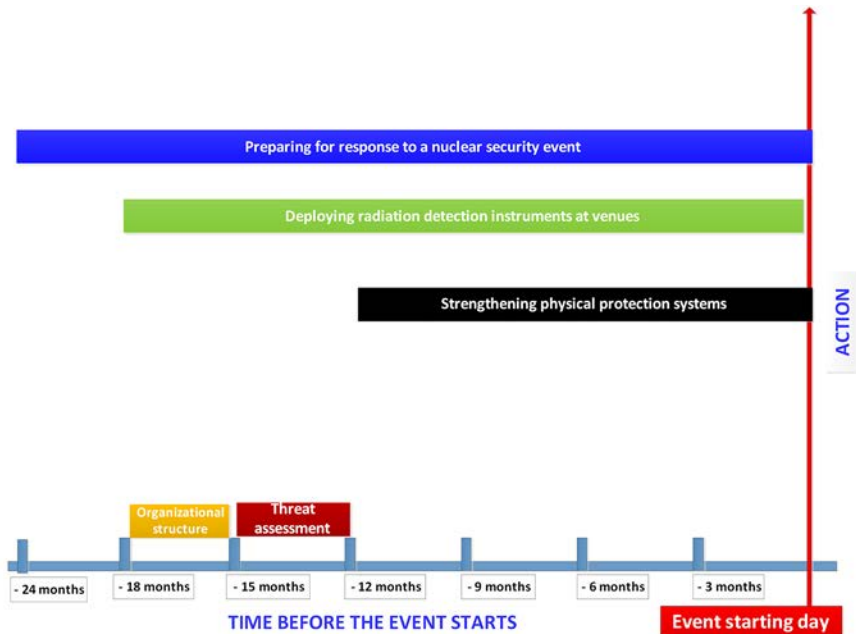 Preparing for response to a nuclear security event
Deploying radiation detection instruments at venues
Strengthening physical protection systems
ACTION
Organizational
structure
Threat
assessment
- 24 months
- 18 months
- 15 months
- 12 months
- 9 months
- 6 months
- 3 months
TIME BEFORE THE EVENT STARTS
Event starting day